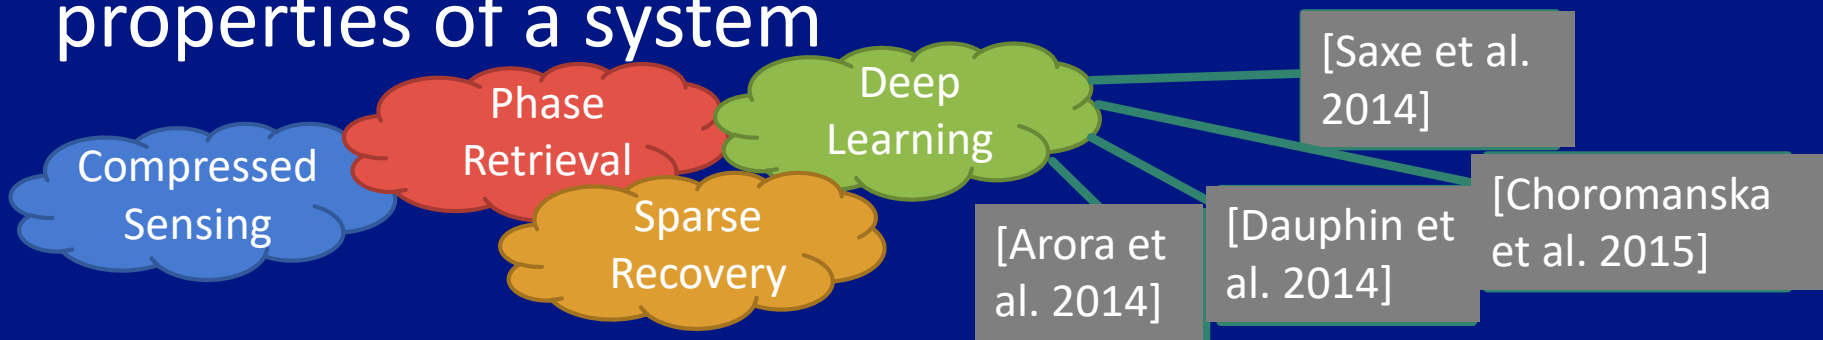 properties of a system
Compressed
Sensing
Phase
Retrieval
Sparse
Recovery
Deep
Learning
[Saxe et al.
2014]
[Choromanska
et al. 2015]
[Dauphin et
al. 2014]
[Arora et
al. 2014]